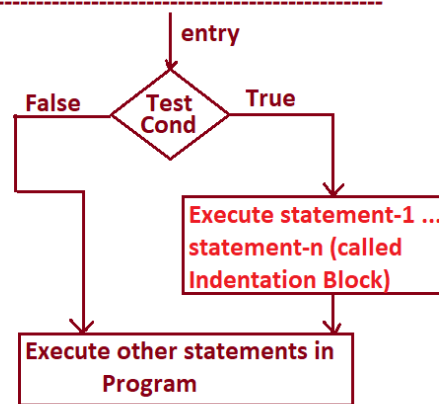 entry
False
True
Test
Cond
Execute statement-1 ...
statement-n (called
Indentation Block)
Execute other statements in
Program